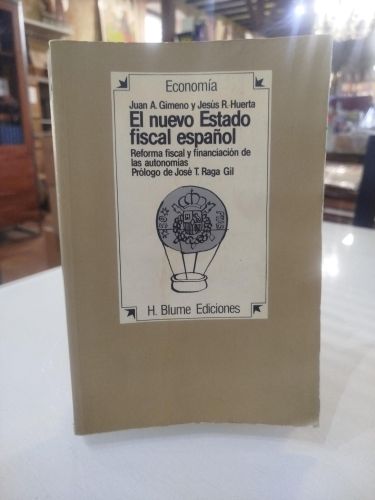 Economía
Juan A. Gimeno y Jesús R. Huerta
El nuevo Estado
fiscal español
Reforma fiscal y financiación de
las autonomías
Prólogo de José T. Raga Gil
H. Blume Ediciones